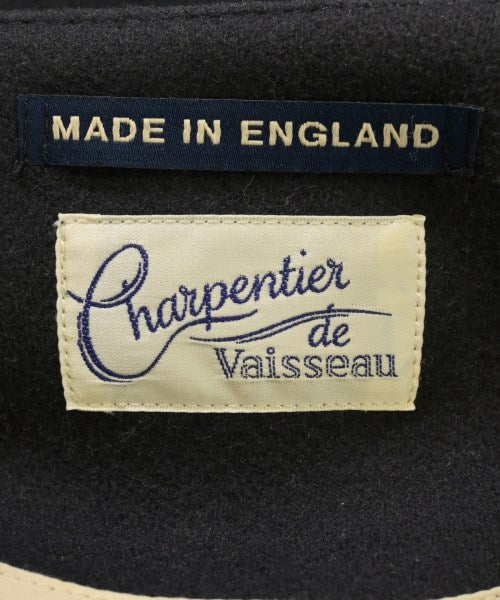 MADE IN ENGLAND
Charpentier
de
Vaisseau